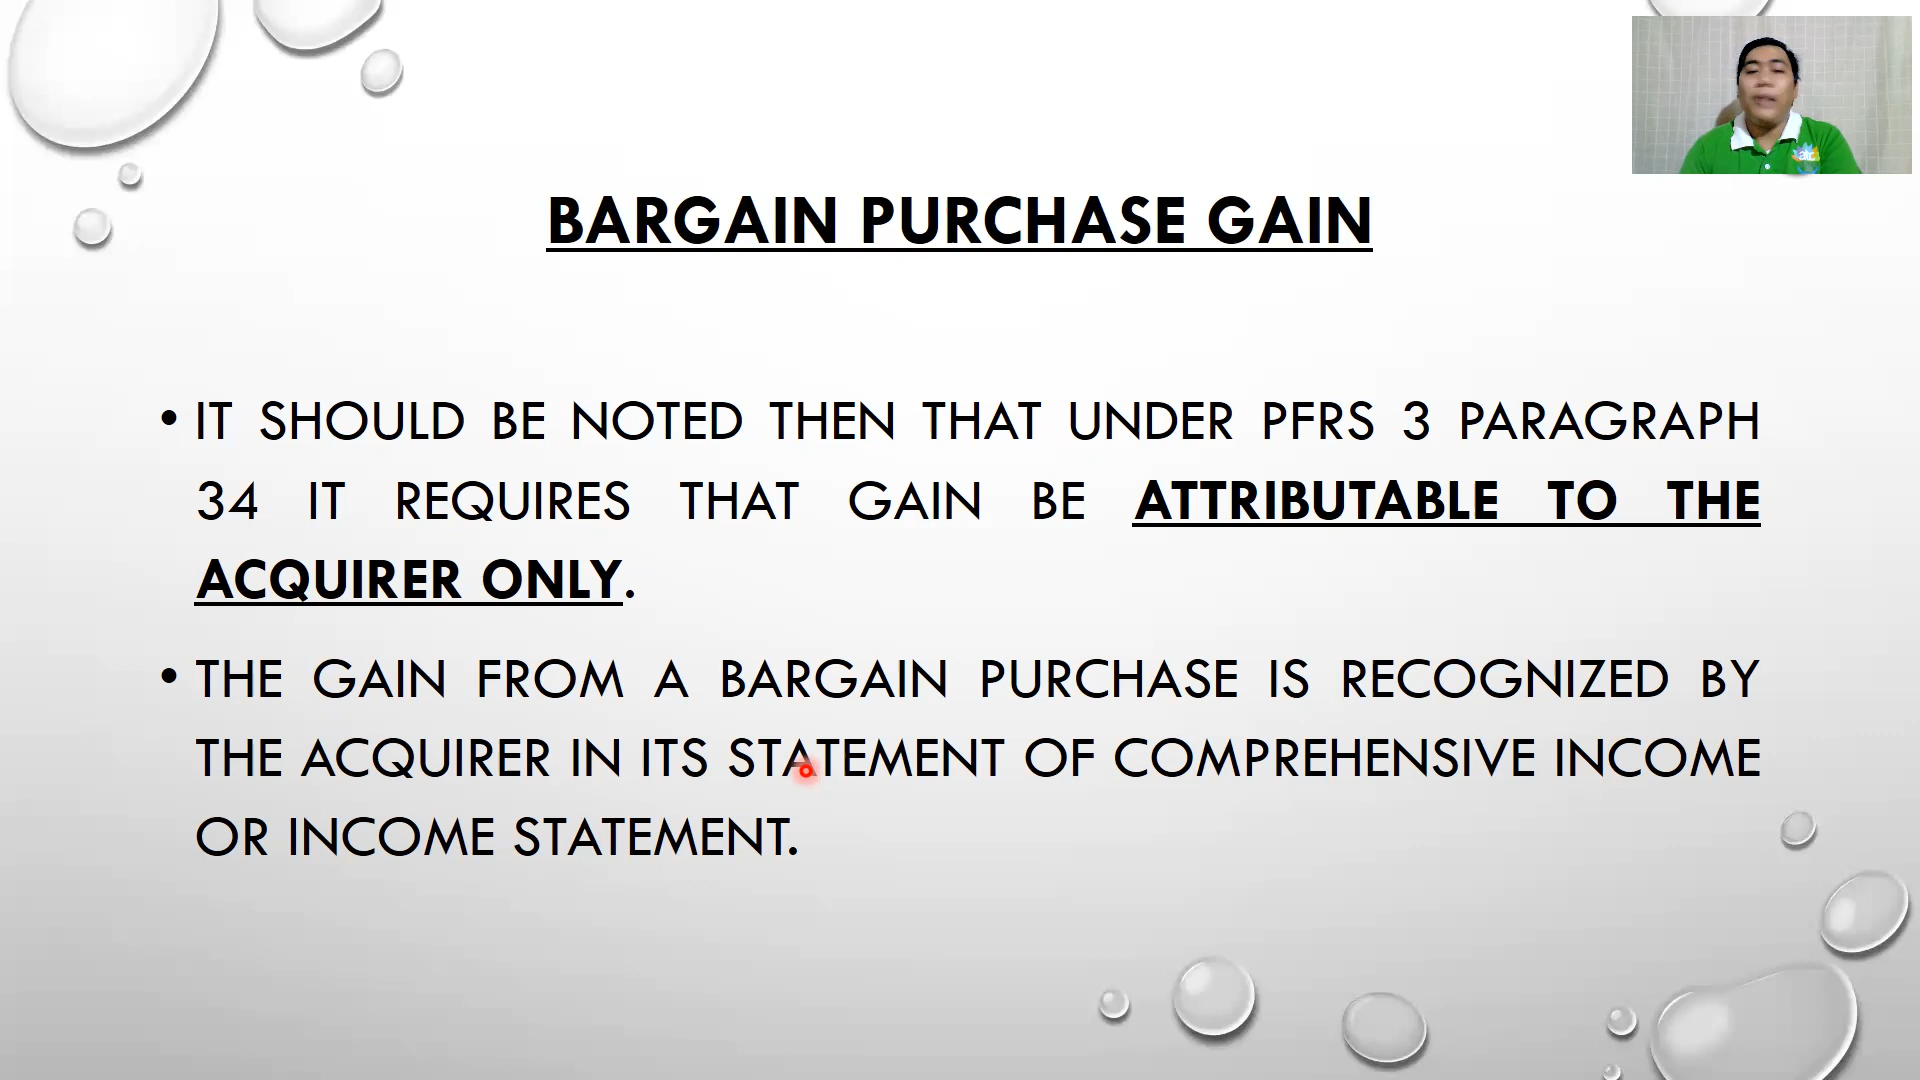 BARGAIN PURCHASE GAIN
• IT SHOULD BE NOTED THEN THAT UNDER PFRS 3 PARAGRAPH
34 IT REQUIRES THAT GAIN BE ATTRIBUTABLE TO THE
ACQUIRER ONLY.
• THE GAIN FROM A BARGAIN PURCHASE IS RECOGNIZED BY
THE ACQUIRER IN ITS STATEMENT OF COMPREHENSIVE INCOME
OR INCOME STATEMENT.